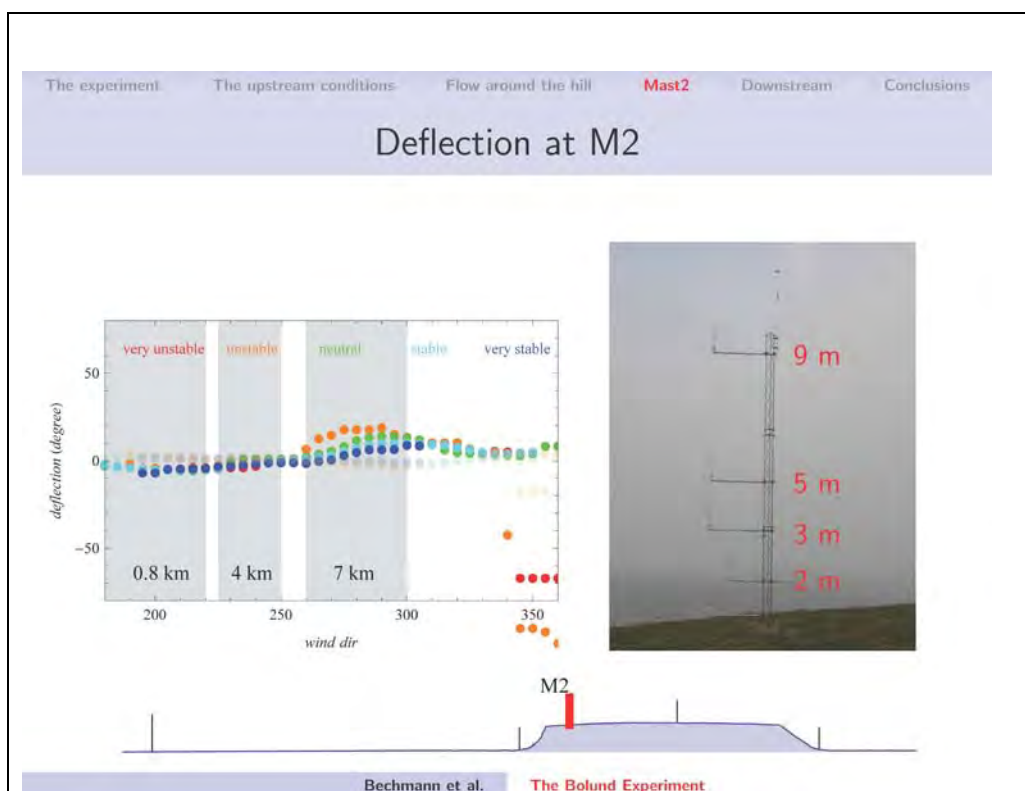 The experiment The upstream conditions Flow around the hill Mast2 Downstream Conclusions
Deflection at M2
very unstable unstable neutral stable very stable
50
0
−50
deflection (degree)
0.8 km 4 km 7 km
200 250 300 350
wind dir
9 m
5 m
3 m
2 m
M2
Bechmann et al. The Bolund Experiment